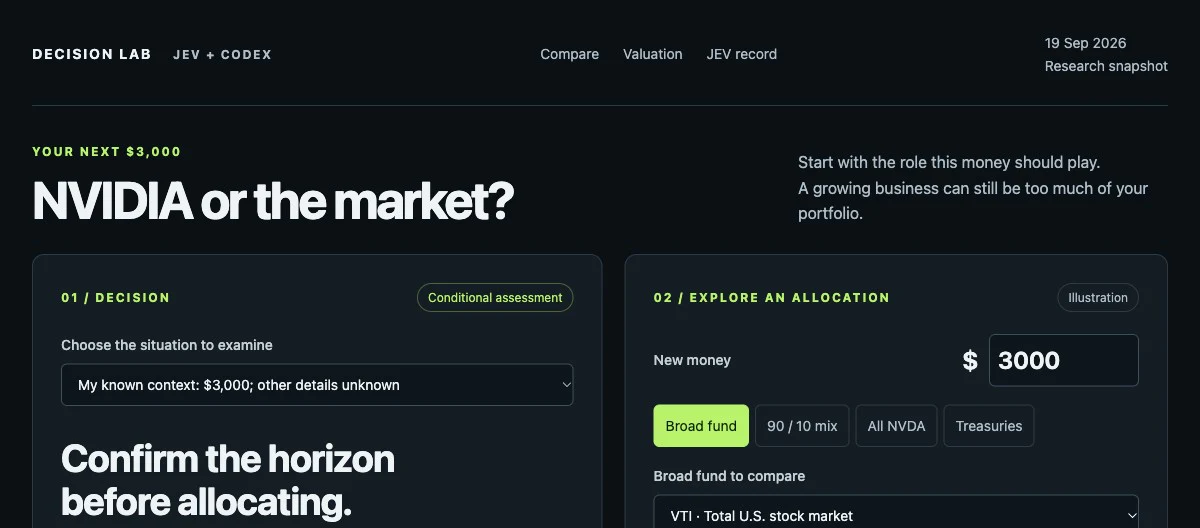 DECISION LAB JEV + CODEX
Compare Valuation JEV record
19 Sep 2026
Research snapshot
YOUR NEXT $3,000
NVIDIA or the market?
Start with the role this money should play.
A growing business can still be too much of your
portfolio.
01 / DECISION
Conditional assessment
Choose the situation to examine
My known context: $3,000; other details unknown
Confirm the horizon
before allocating.
02 / EXPLORE AN ALLOCATION
Illustration
New money
$ 3000
Broad fund 90 / 10 mix All NVDA Treasuries
Broad fund to compare
VTI · Total U.S. stock market